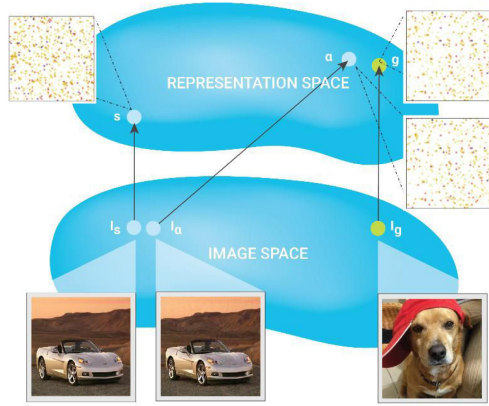 α
g
REPRESENTATION SPACE
s
Is
Iα
Ig
IMAGE SPACE